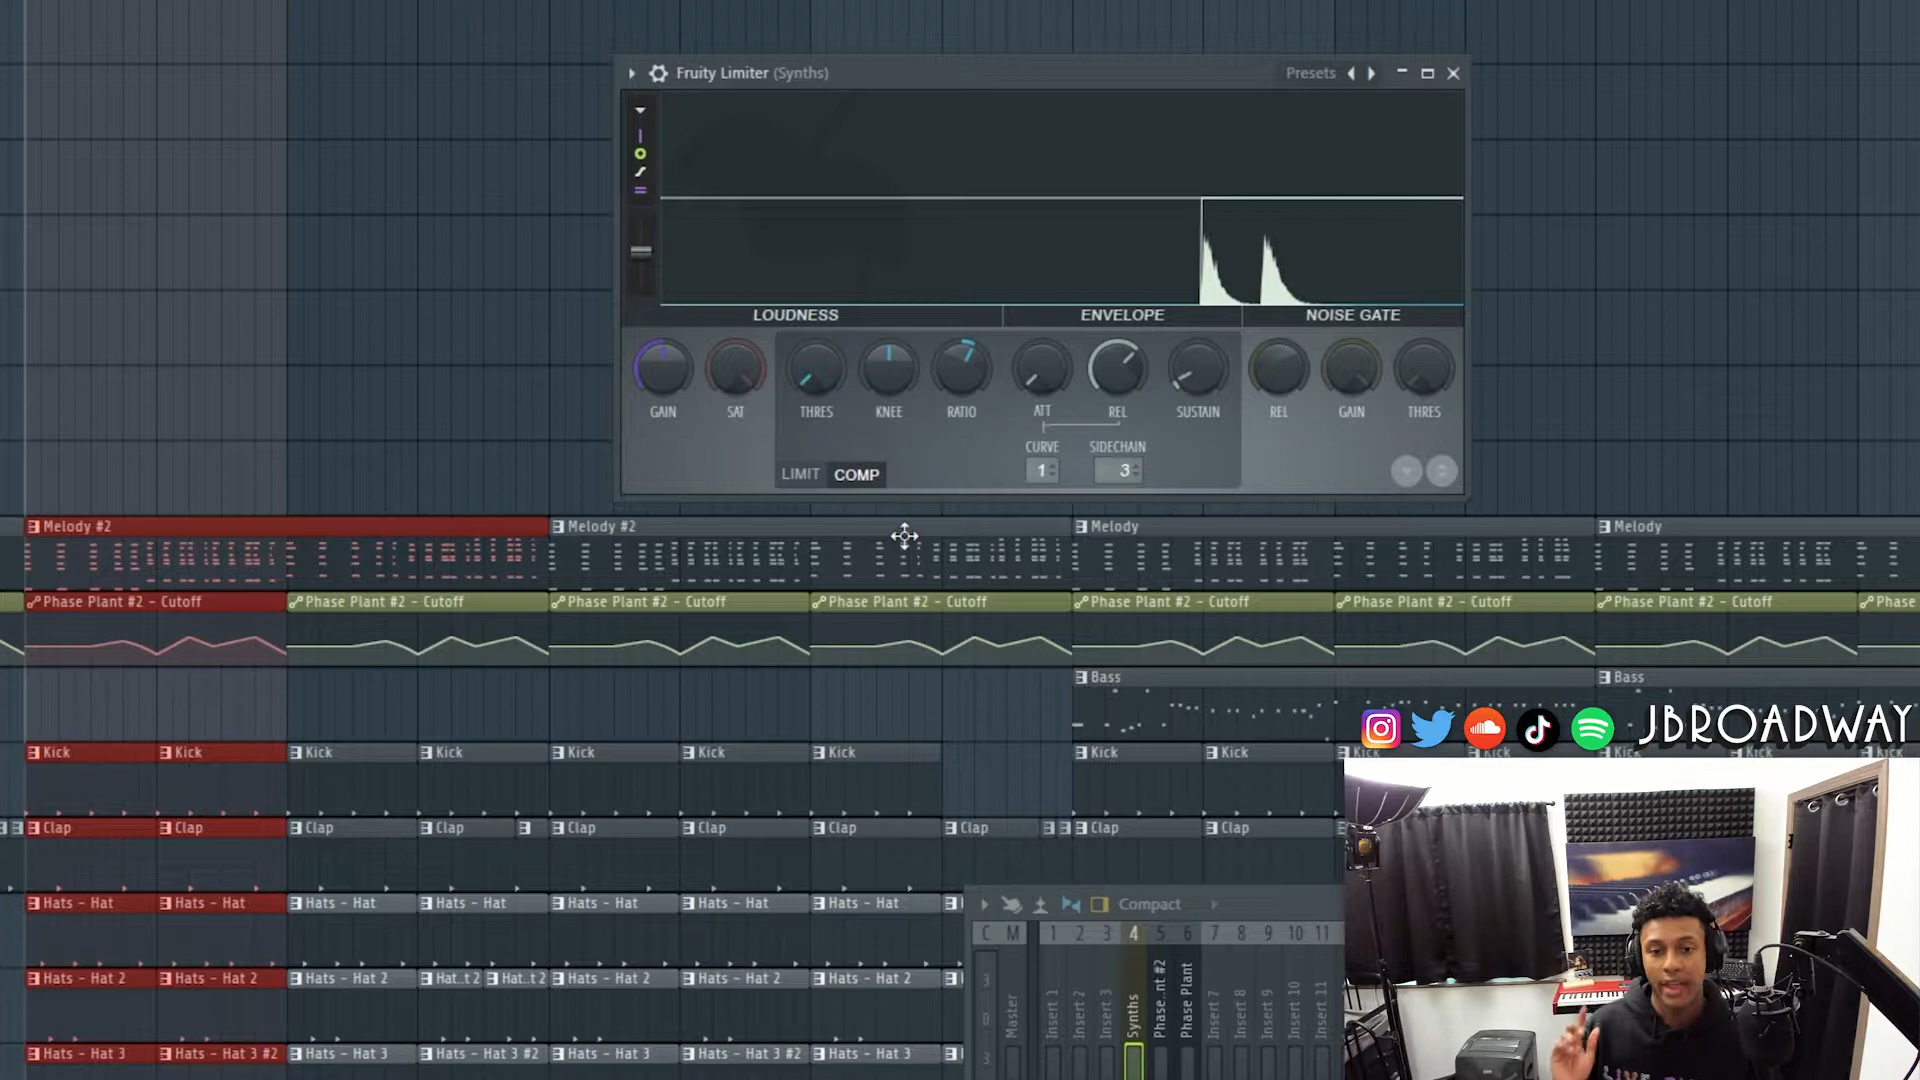 Fruity Limiter (Synths) Presets
LOUDNESS ENVELOPE NOISE GATE
GAIN SAT THRES KNEE RATIO ATT REL SUSTAIN REL GAIN THRES
CURVE SIDECHAIN
LIMIT COMP 1 3
Melody #2 Melody #2 Melody Melody
Phase Plant #2 - Cutoff Phase Plant #2 - Cutoff Phase Plant #2 - Cutoff Phase Plant #2 - Cutoff Phase Plant #2 - Cutoff Phase Plant #2 - Cutoff Phase Plant #2 - Cutoff Phase
Bass Bass
JBROADWAY
Kick Kick Kick Kick Kick Kick Kick Kick Kick Kick Kick Kick Kick
Clap Clap Clap Clap Clap Clap Clap Clap Clap Clap
Hats - Hat Hats - Hat Hats - Hat Hats - Hat Hats - Hat Hats - Hat Hats - Hat
Compact
C M 1 2 3 4 5 6 7 8 9 10 11
Hats - Hat 2 Hats - Hat 2 Hats - Hat 2 Hat..t 2 Hat..t 2 Hats - Hat 2 Hats - Hat 2 Hats - Hat 2
Master Insert 1 Insert 2 Insert 3 Synths Phase..nt #2 Phase Plant Insert 7 Insert 8 Insert 9 Insert 10 Insert 11
Hats - Hat 3 Hats - Hat 3 #2 Hats - Hat 3 Hats - Hat 3 #2 Hats - Hat 3 Hats - Hat 3 #2 Hats - Hat 3